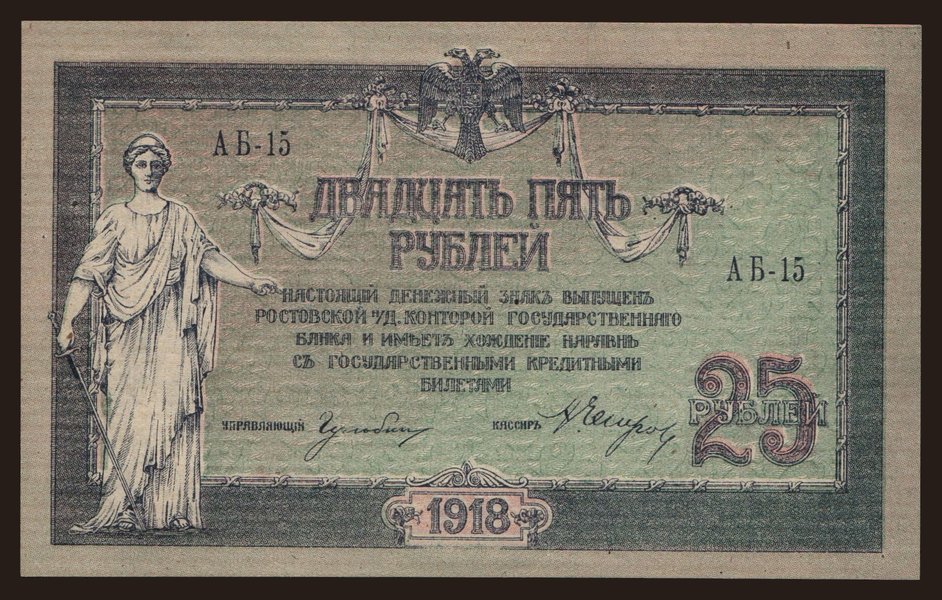 АБ-15
ДВАДЦАТЬ ПЯТЬ
РУБЛЕЙ
АБ-15
НАСТОЯЩІЙ ДЕНЕЖНЫЙ ЗНАКЪ ВЫПУЩЕНЪ
РОСТОВСКОЙ Н/Д. КОНТОРОЙ ГОСУДАРСТВЕННАГО
БАНКА И ИМѢЕТЪ ХОЖДЕНІЕ НАРАВНѢ
СЪ ГОСУДАРСТВЕННЫМИ КРЕДИТНЫМИ
БИЛЕТАМИ
25
РУБЛЕЙ
УПРАВЛЯЮЩІЙ
КАССИРЪ
1918